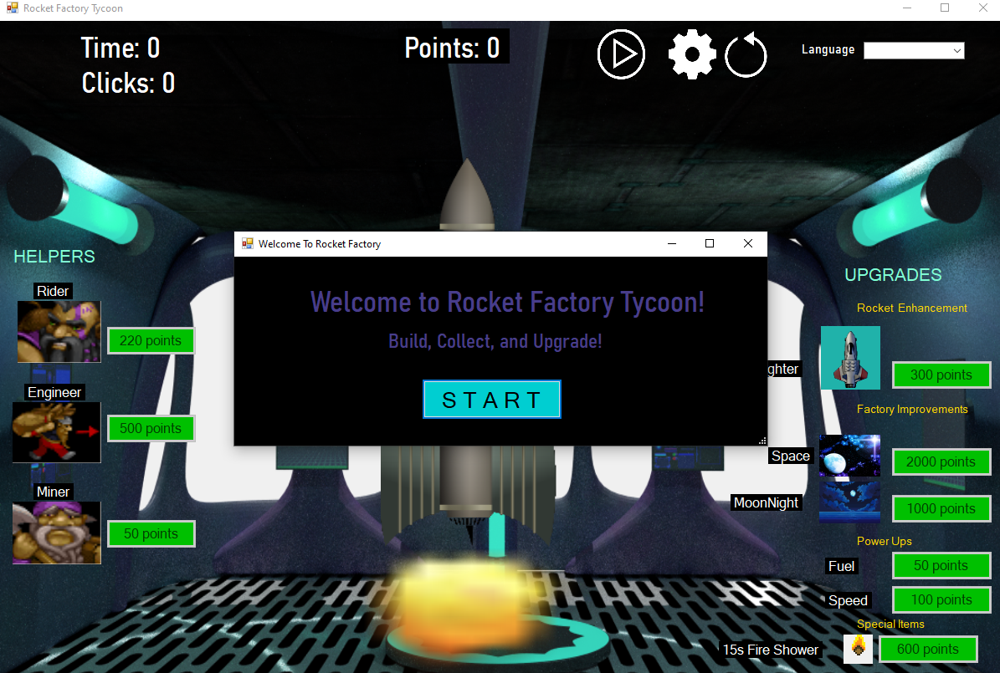 Rocket Factory Tycoon
Time: 0
Points: 0
Language
Clicks: 0
Welcome To Rocket Factory
Welcome to Rocket Factory Tycoon!
Build, Collect, and Upgrade!
START
HELPERS
Rider
220 points
Engineer
500 points
Miner
50 points
UPGRADES
Rocket Enhancement
ghter
300 points
Factory Improvements
Space
2000 points
MoonNight
1000 points
Power Ups
Fuel
50 points
Speed
100 points
Special Items
15s Fire Shower
600 points